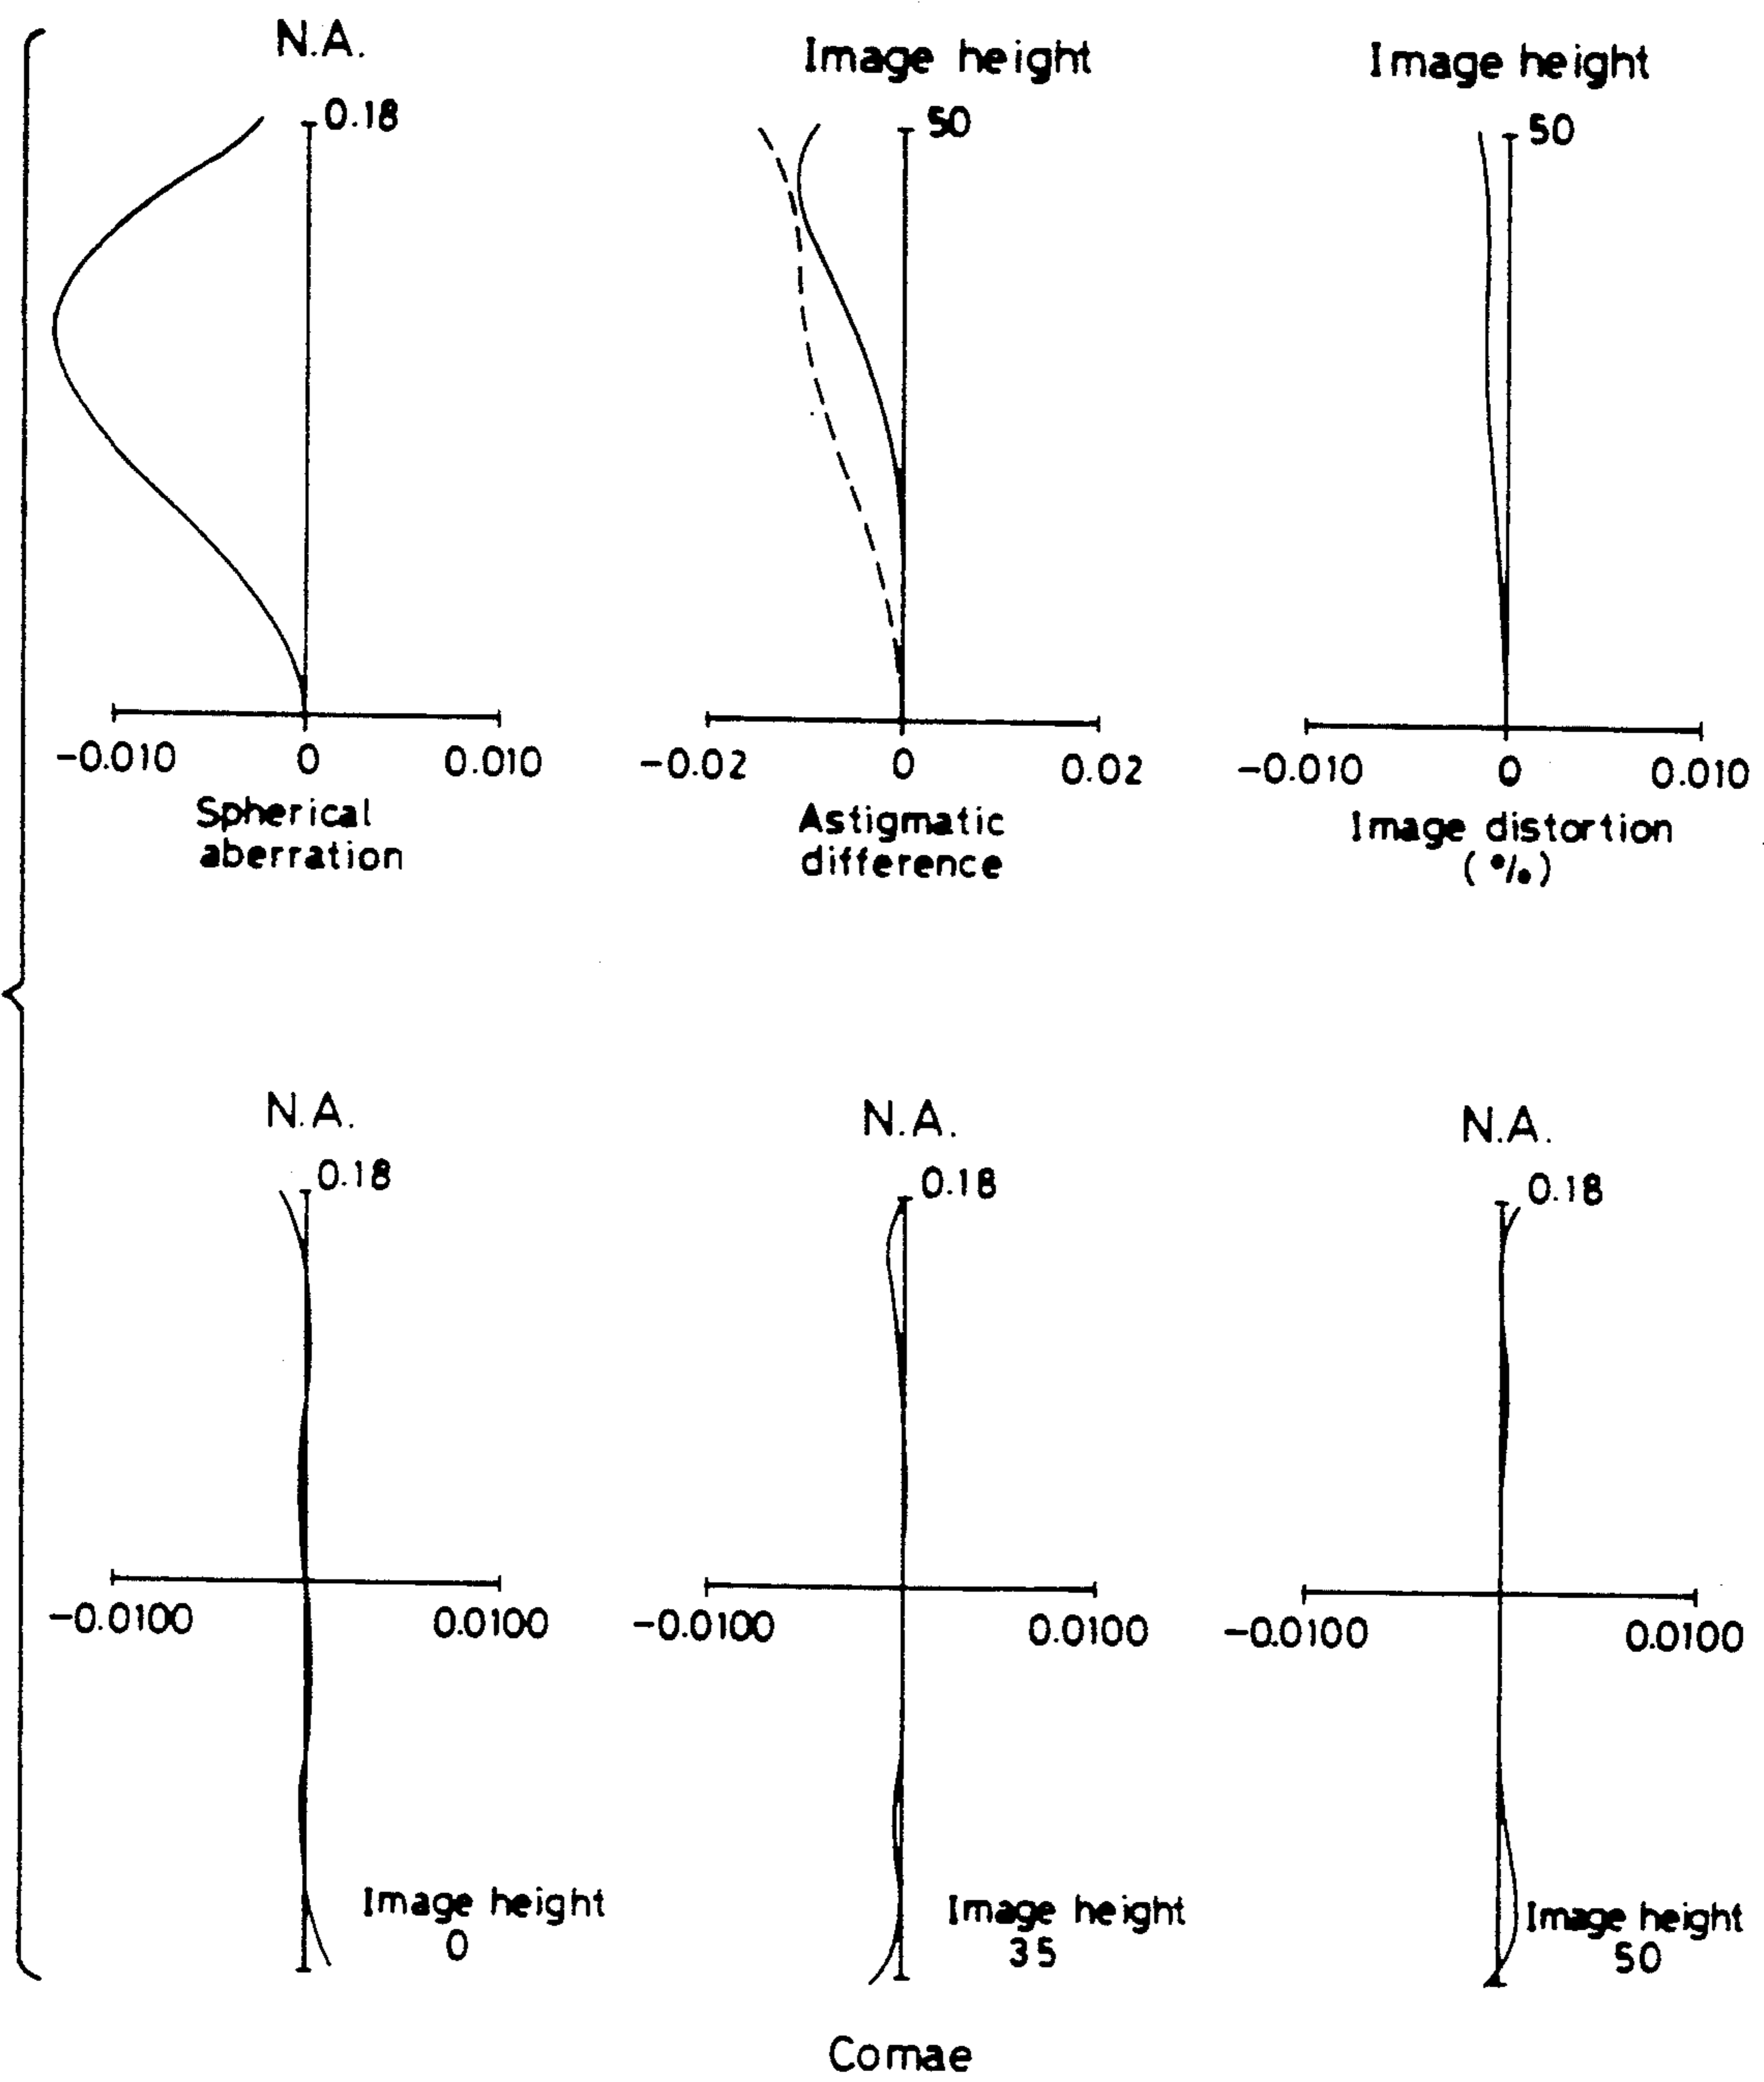 N.A.
0.18
-0.010 0 0.010
Spherical
aberration
Image height
50
-0.02 0 0.02
Astigmatic
difference
Image height
50
-0.010 0 0.010
Image distortion
(%)
N.A.
0.18
-0.0100 0.0100
Image height
0
N.A.
0.18
-0.0100 0.0100
Image height
35
N.A.
0.18
-0.0100 0.0100
Image height
50
Comae